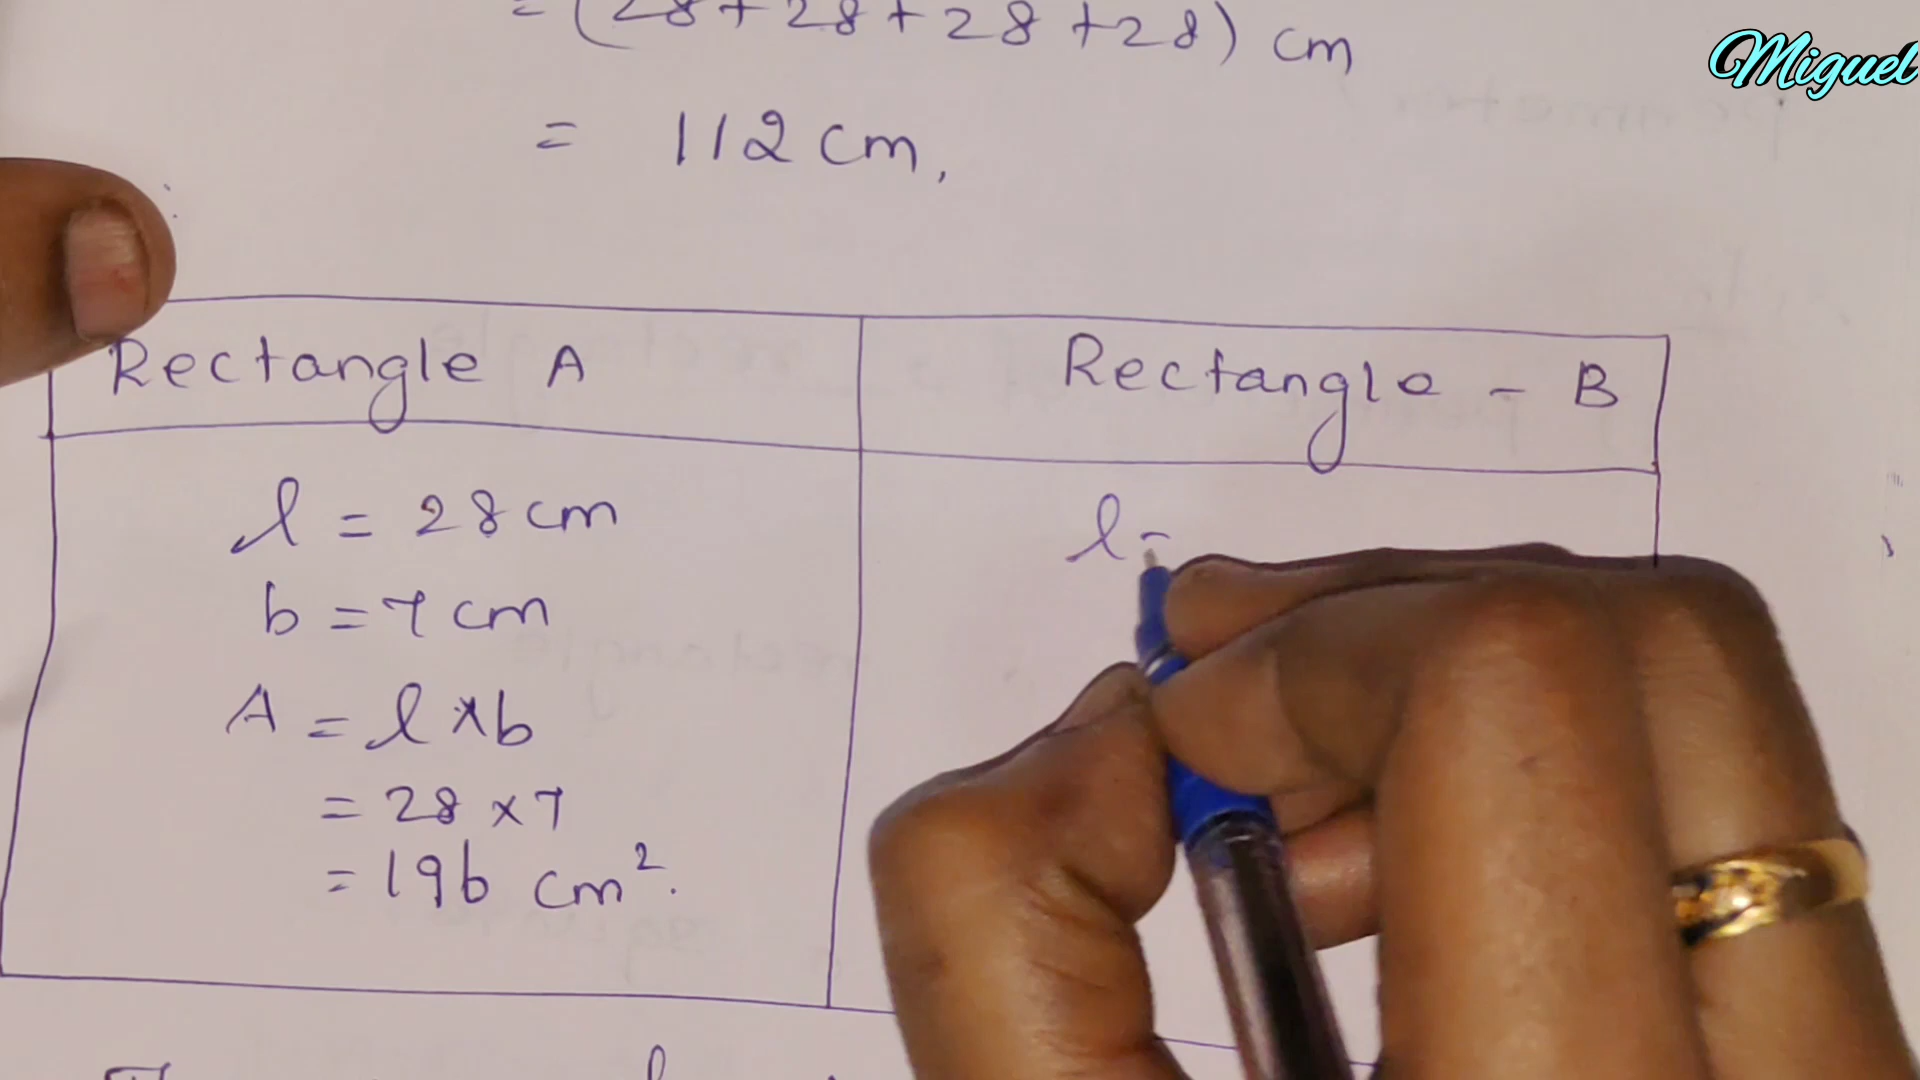 = (28+28+28+28) cm
Miguel
= 112 cm,
Rectangle A
Rectangle - B
l = 28 cm
b = 7 cm
A = l × b
= 28 × 7
= 196 cm².
l =